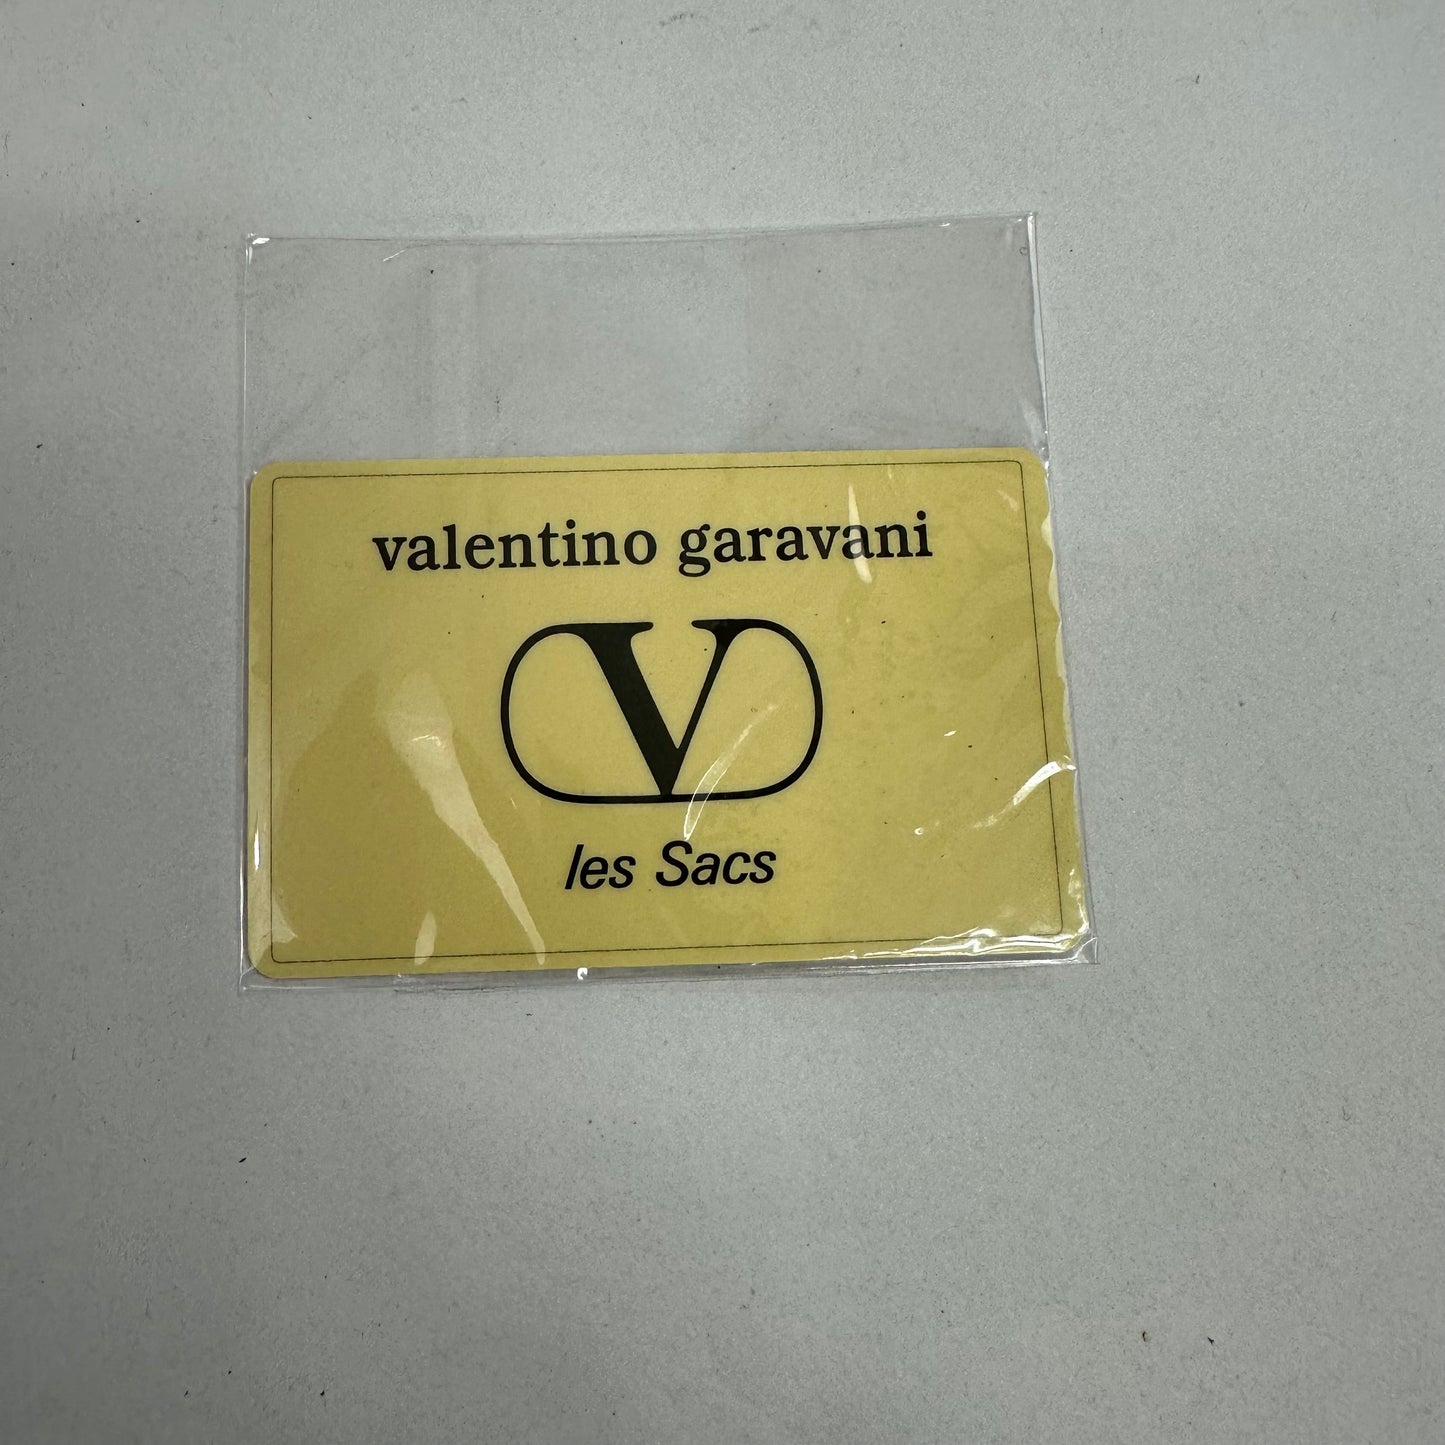 valentino garavani
V
les Sacs